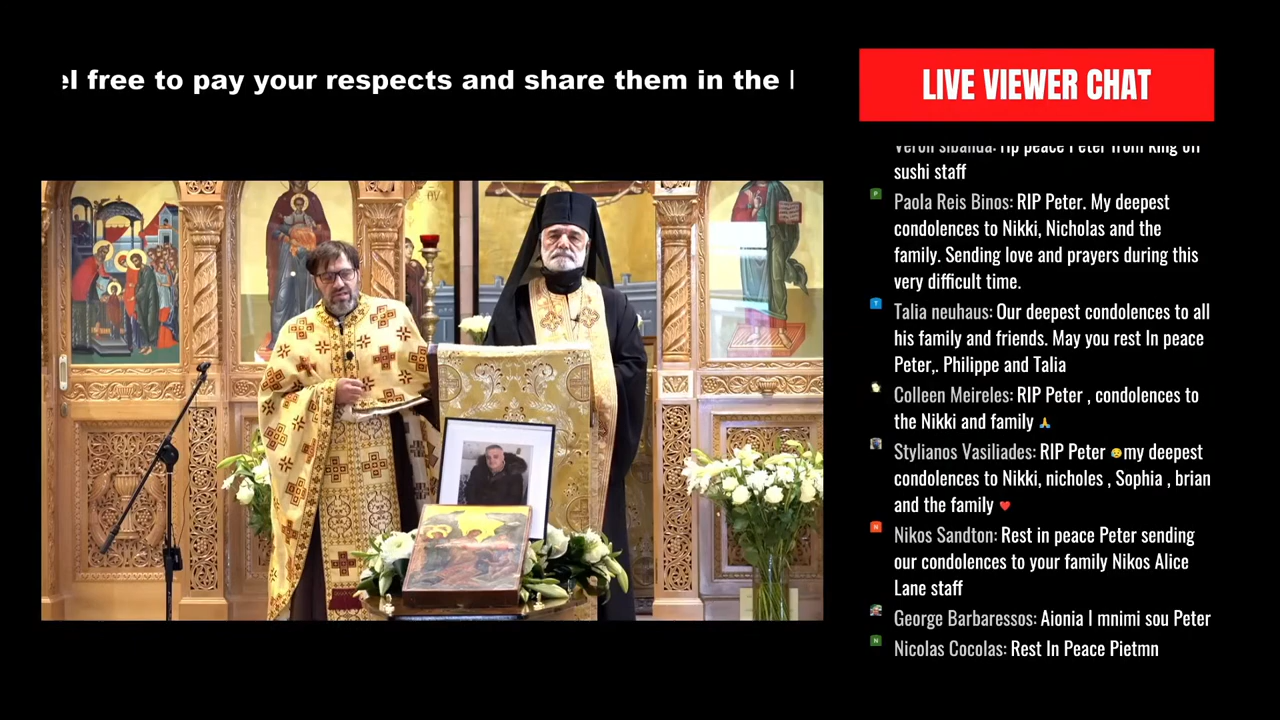 free to pay your respects and share them in the
LIVE VIEWER CHAT
sushi staff
Paola Reis Binos: RIP Peter. My deepest
condolences to Nikki, Nicholas and the
family. Sending love and prayers during this
very difficult time.
Talia neuhaus: Our deepest condolences to all
his family and friends. May you rest In peace
Peter,. Philippe and Talia
Colleen Meireles: RIP Peter , condolences to
the Nikki and family 🙏
Stylianos Vasiliades: RIP Peter 😥my deepest
condolences to Nikki, nicholes , Sophia , brian
and the family ❤️
Nikos Sandton: Rest in peace Peter sending
our condolences to your family Nikos Alice
Lane staff
George Barbaressos: Aionia I mnimi sou Peter
Nicolas Cocolas: Rest In Peace Pietmn